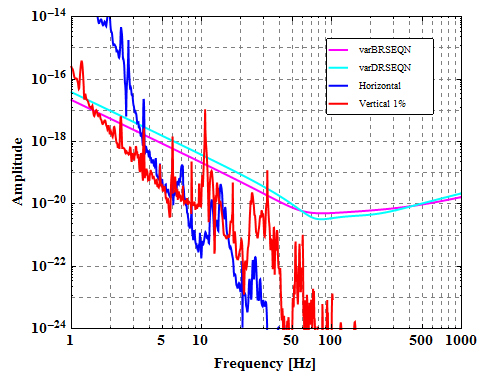 10−14
10−16
10−18
10−20
10−22
10−24
Amplitude
varBRSEQN
varDRSEQN
Horizontal
Vertical 1%
1 5 10 50 100 500 1000
Frequency [Hz]